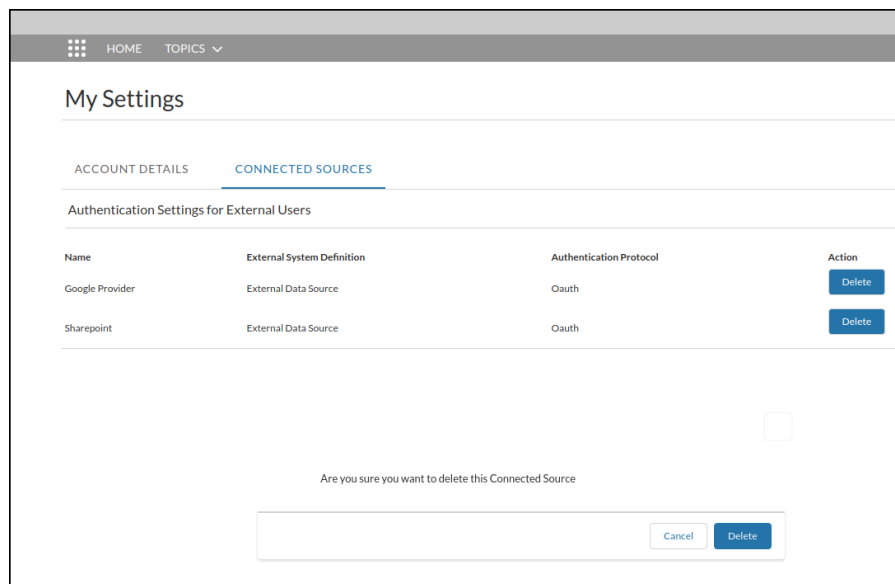 HOME TOPICS
My Settings
ACCOUNT DETAILS CONNECTED SOURCES
Authentication Settings for External Users
Name External System Definition Authentication Protocol Action
Google Provider External Data Source Oauth Delete
Sharepoint External Data Source Oauth Delete
Are you sure you want to delete this Connected Source
Cancel Delete